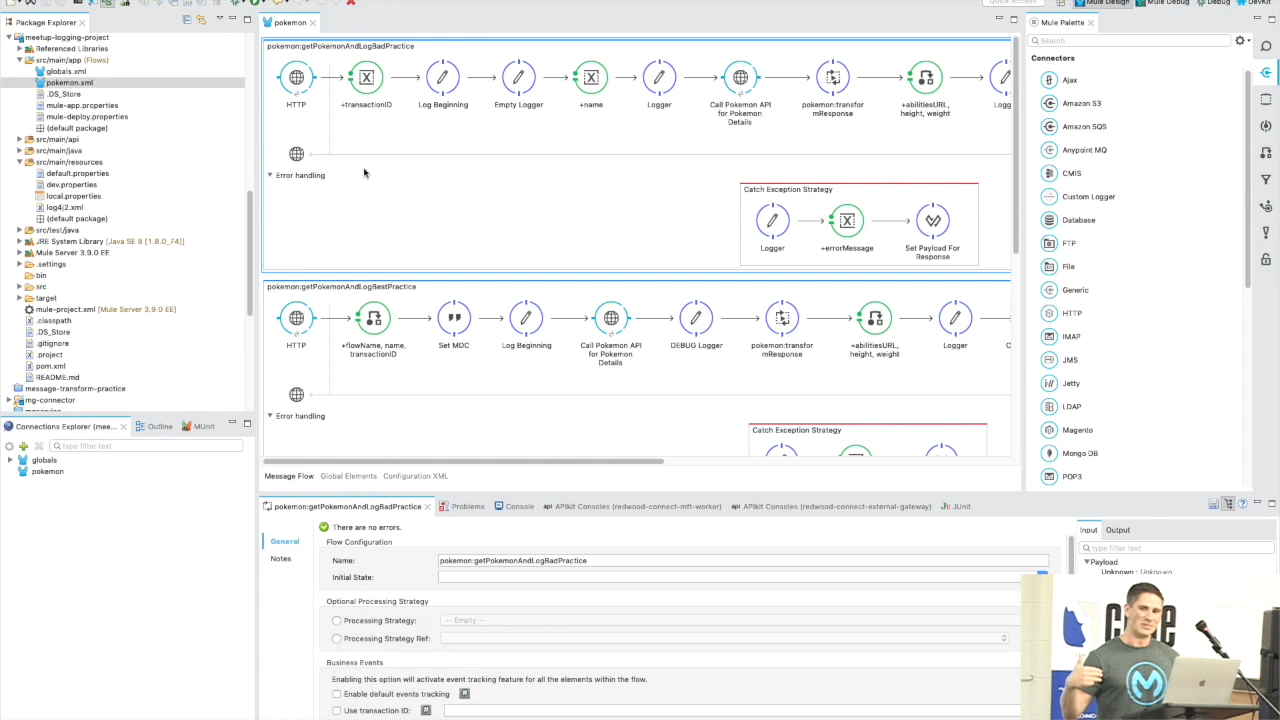 Quick Access
Mule Design
Mule Debug
Debug
DevKit
Package Explorer
meetup-logging-project
Referenced Libraries
src/main/app (Flows)
globals.xml
pokemon.xml
.DS_Store
mule-app.properties
mule-deploy.properties
(default package)
src/main/api
src/main/java
src/main/resources
default.properties
dev.properties
local.properties
log4j2.xml
(default package)
src/test/java
JRE System Library [Java SE 8 [1.8.0_74]]
Mule Server 3.9.0 EE
.settings
bin
src
target
mule-project.xml [Mule Server 3.9.0 EE]
.classpath
.DS_Store
.gitignore
.project
pom.xml
README.md
message-transform-practice
mg-connector
Connections Explorer (mee...
Outline
MUnit
type filter text
globals
pokemon
pokemon
pokemon:getPokemonAndLogBadPractice
HTTP
+transactionID
Log Beginning
Empty Logger
+name
Logger
Call Pokemon API
for Pokemon
Details
pokemon:transfor
mResponse
+abilitiesURL,
height, weight
Logg
Error handling
Catch Exception Strategy
Logger
+errorMessage
Set Payload For
Response
pokemon:getPokemonAndLogBestPractice
HTTP
+flowName, name,
transactionID
Set MDC
Log Beginning
Call Pokemon API
for Pokemon
Details
DEBUG Logger
pokemon:transfor
mResponse
+abilitiesURL,
height, weight
Logger
C
Error handling
Catch Exception Strategy
Message Flow
Global Elements
Configuration XML
Mule Palette
Search
Connectors
Ajax
Amazon S3
Amazon SQS
Anypoint MQ
CMIS
Custom Logger
Database
FTP
File
Generic
HTTP
IMAP
JMS
Jetty
LDAP
Magento
Mongo DB
POP3
pokemon:getPokemonAndLogBadPractice
Problems
Console
APIkit Consoles (redwood-connect-mft-worker)
APIkit Consoles (redwood-connect-external-gateway)
JUnit
There are no errors.
General
Notes
Flow Configuration
Name:
pokemon:getPokemonAndLogBadPractice
Initial State:
Optional Processing Strategy
Processing Strategy:
-- Empty --
Processing Strategy Ref:
Business Events
Enabling this option will activate event tracking feature for all the elements within the flow.
Enable default events tracking
Use transaction ID:
Input
Output
type filter text
Payload
Unknown : Unknown